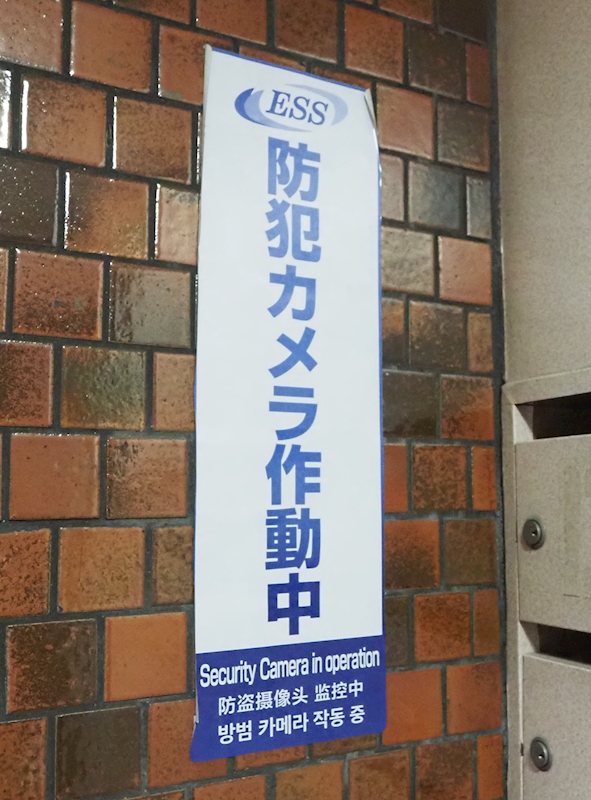 ESS
防犯カメラ作動中
Security Camera in operation
防盗摄像头 监控中
방범 카메라 작동 중